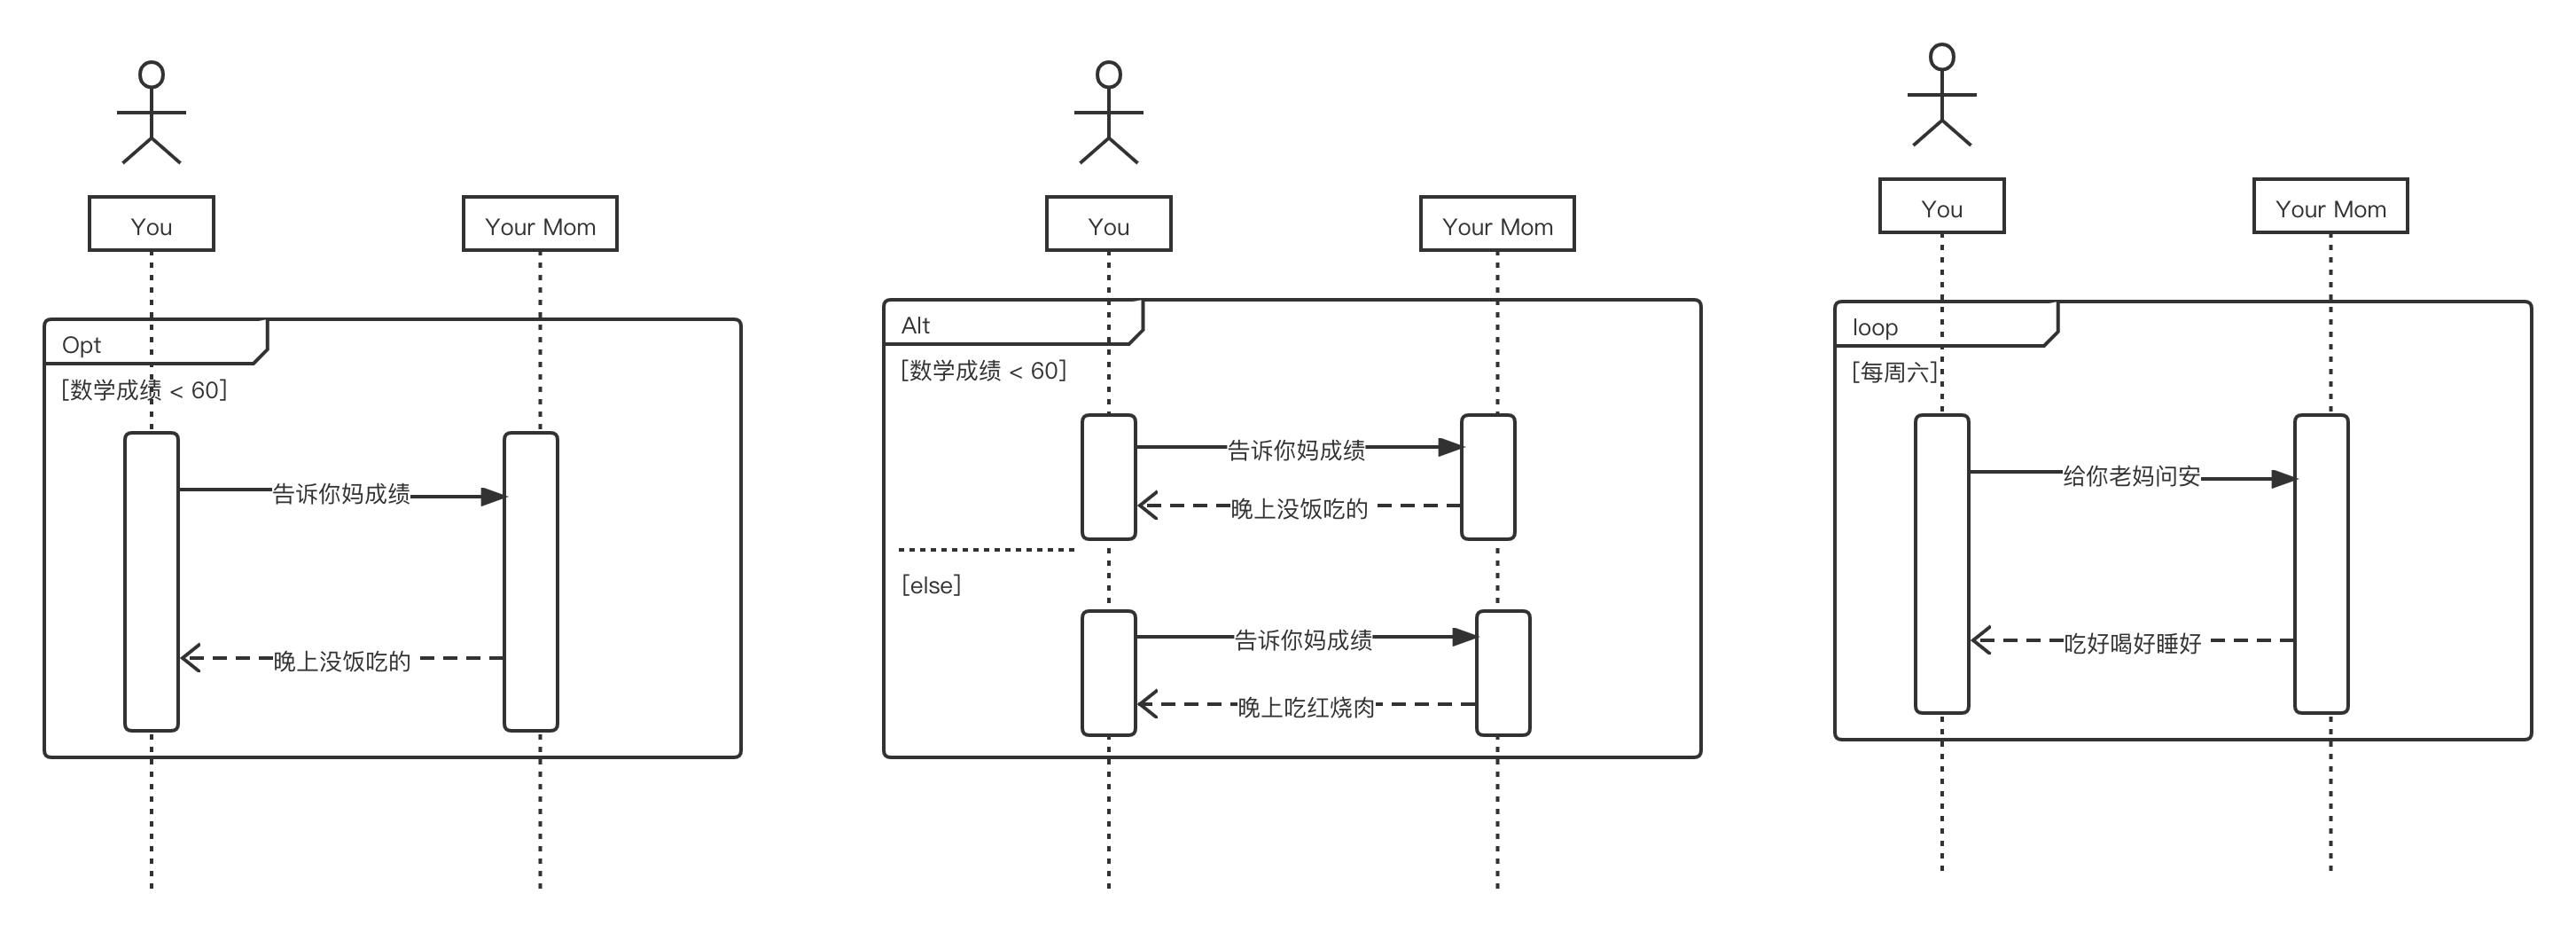 You
Your Mom
Opt
[数学成绩 < 60]
告诉你妈成绩
晚上没饭吃的
You
Your Mom
Alt
[数学成绩 < 60]
告诉你妈成绩
晚上没饭吃的
[else]
告诉你妈成绩
晚上吃红烧肉
You
Your Mom
loop
[每周六]
给你老妈问安
吃好喝好睡好